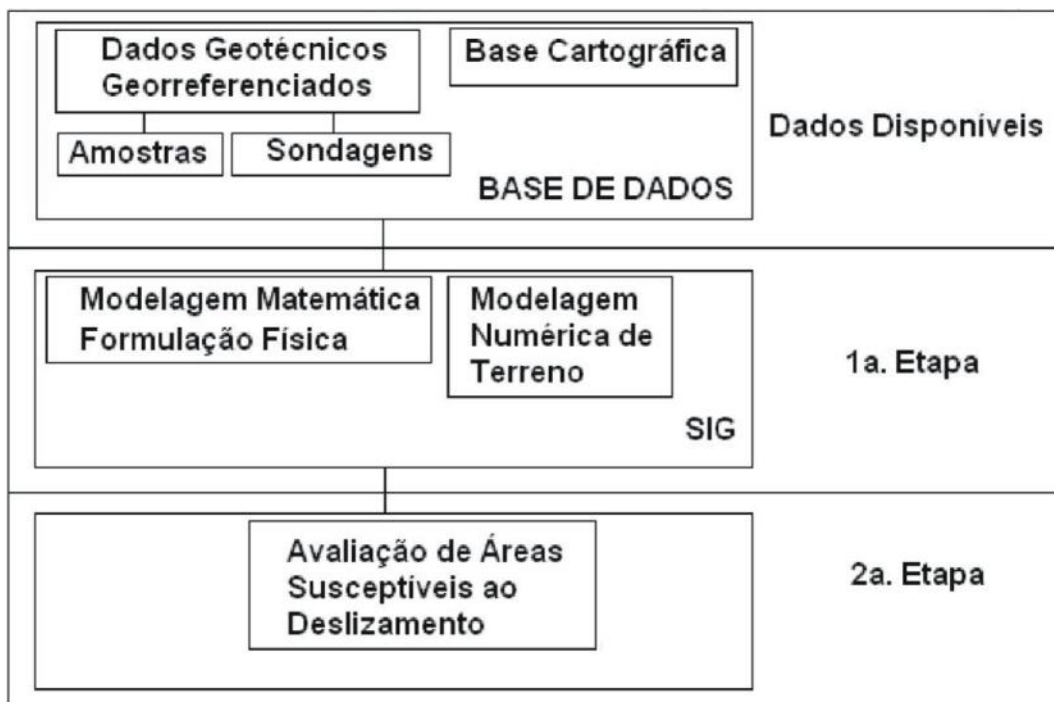 Dados Geotécnicos
Georreferenciados
Base Cartográfica
Amostras
Sondagens
BASE DE DADOS
Dados Disponíveis
Modelagem Matemática
Formulação Física
Modelagem
Numérica de
Terreno
SIG
1a. Etapa
Avaliação de Áreas
Susceptíveis ao
Deslizamento
2a. Etapa